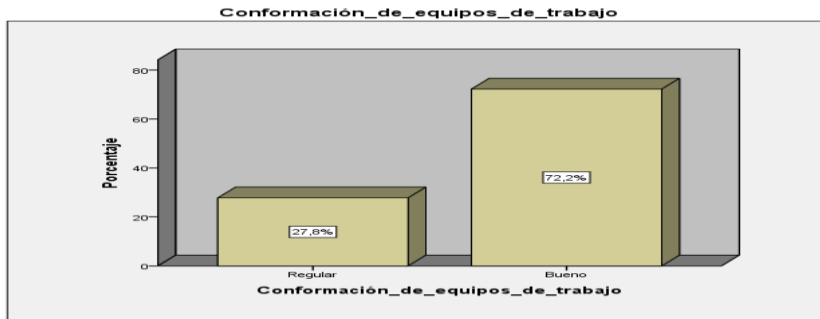 Conformación_de_equipos_de_trabajo
Porcentaje
80
60
40
20
0
27,8%
72,2%
Regular
Bueno
Conformación_de_equipos_de_trabajo